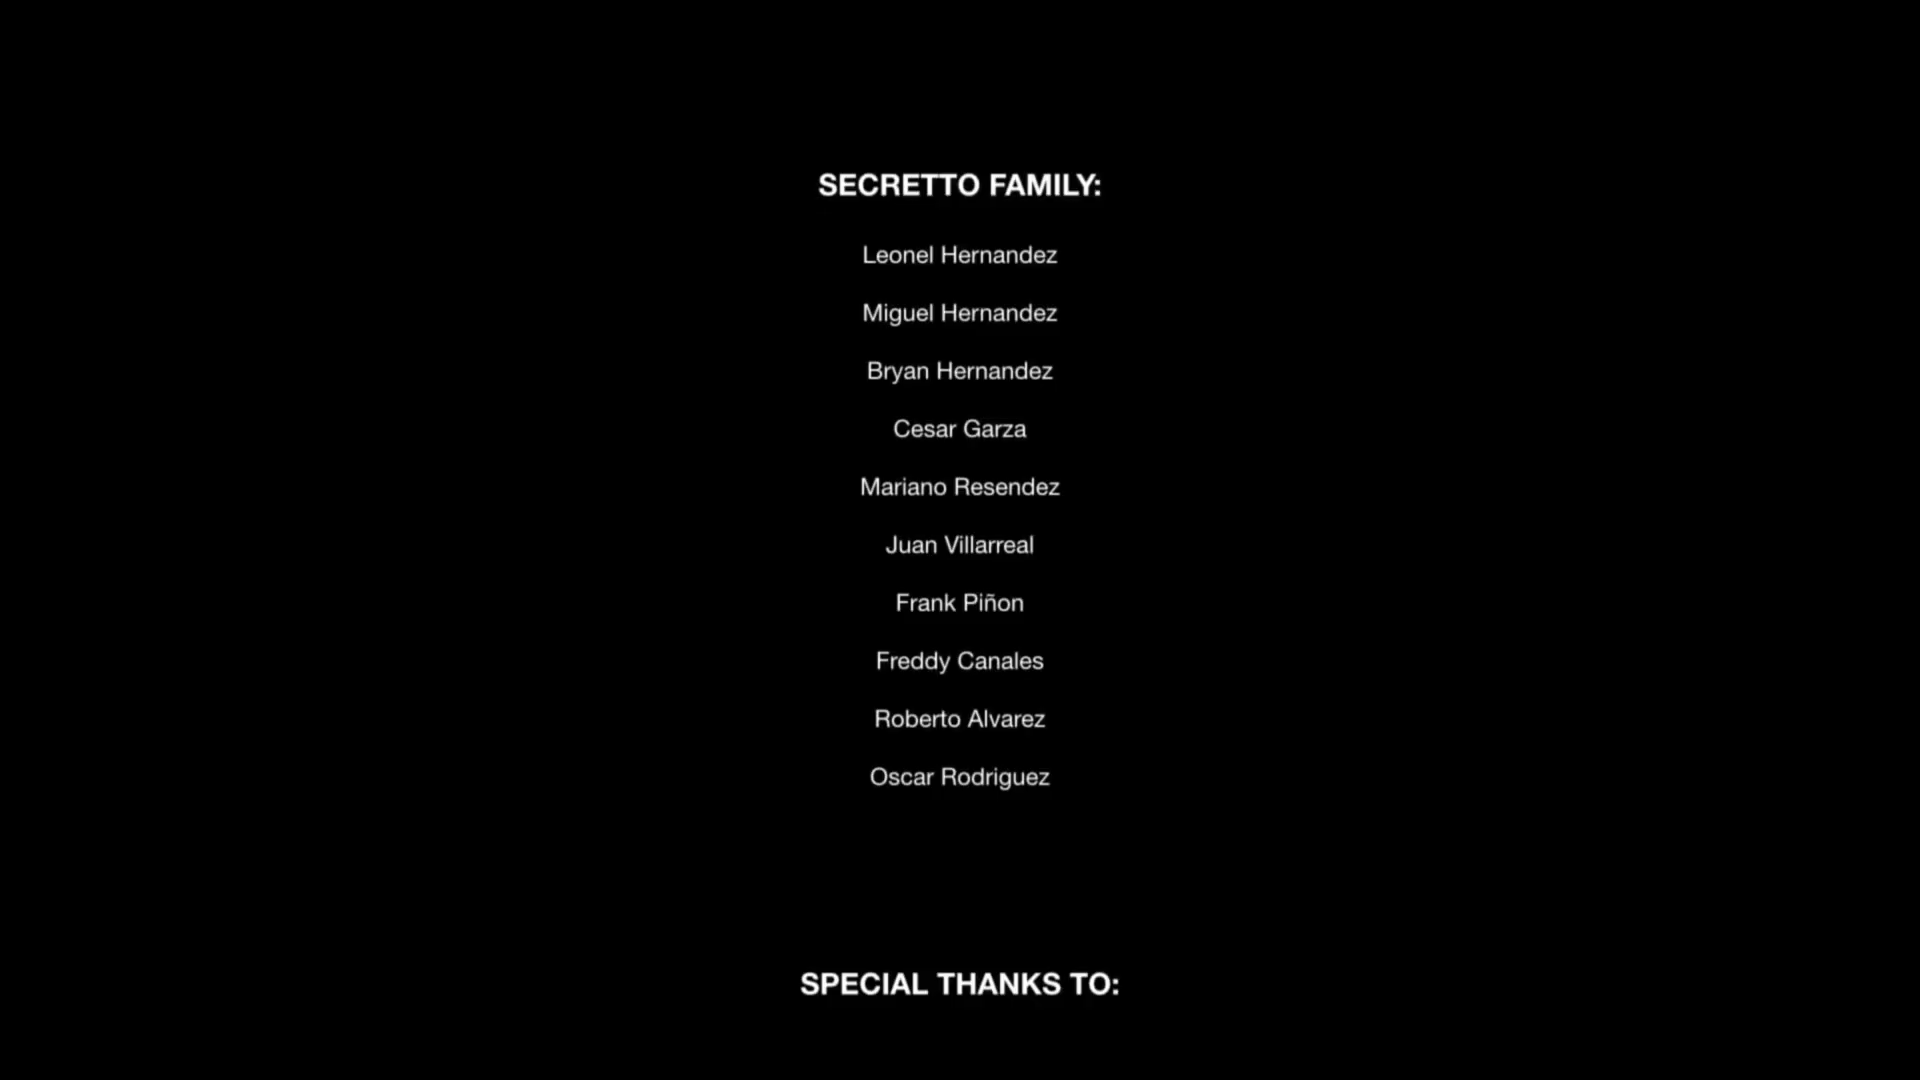 SECRETTO FAMILY:
Leonel Hernandez
Miguel Hernandez
Bryan Hernandez
Cesar Garza
Mariano Resendez
Juan Villarreal
Frank Piñon
Freddy Canales
Roberto Alvarez
Oscar Rodriguez
SPECIAL THANKS TO: